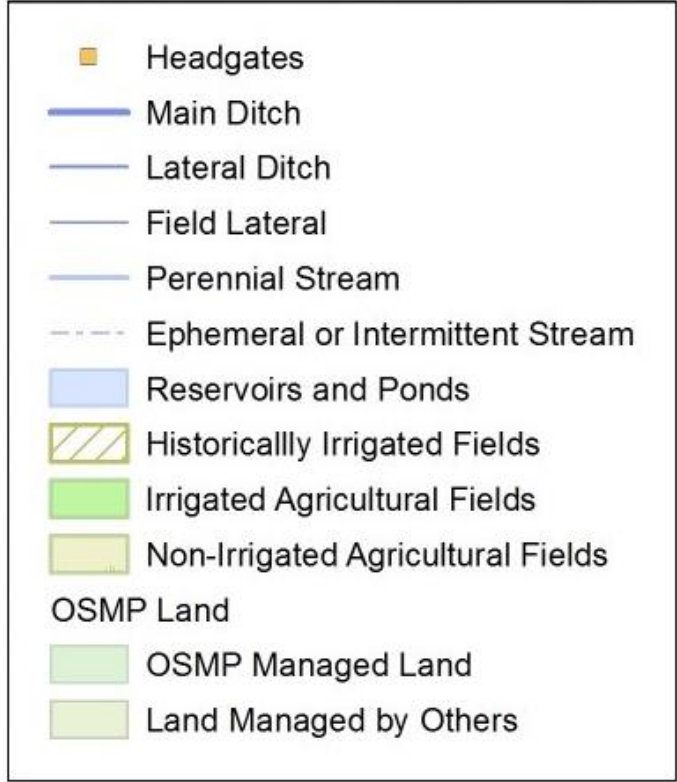 Headgates
Main Ditch
Lateral Ditch
Field Lateral
Perennial Stream
Ephemeral or Intermittent Stream
Reservoirs and Ponds
Historicallly Irrigated Fields
Irrigated Agricultural Fields
Non-Irrigated Agricultural Fields
OSMP Land
OSMP Managed Land
Land Managed by Others